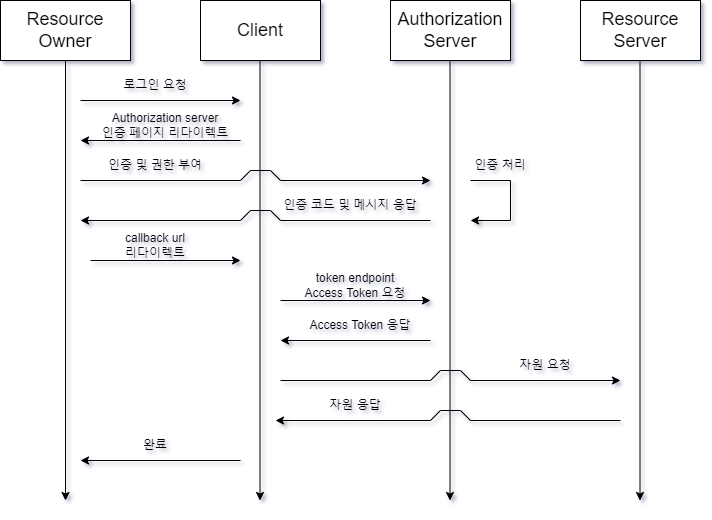 Resource
Owner
Client
Authorization
Server
Resource
Server
로그인 요청
Authorization server
인증 페이지 리다이렉트
인증 및 권한 부여
인증 처리
인증 코드 및 메시지 응답
callback url
리다이렉트
token endpoint
Access Token 요청
Access Token 응답
자원 요청
자원 응답
완료